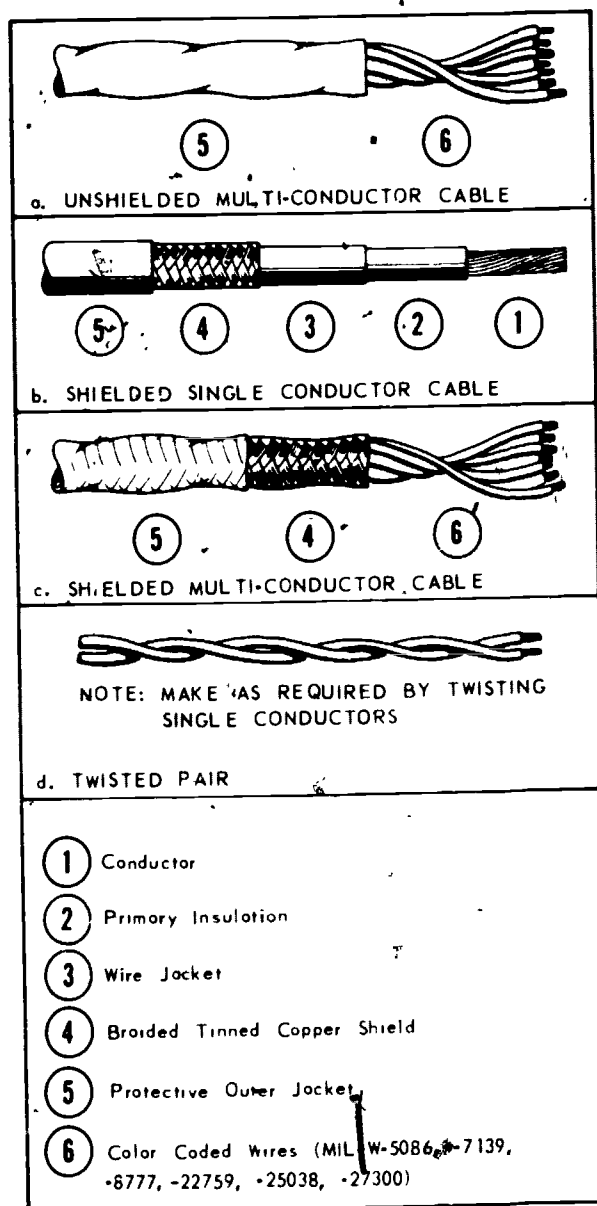 5 6
a. UNSHIELDED MULTI-CONDUCTOR CABLE
5 4 3 2 1
b. SHIELDED SINGLE CONDUCTOR CABLE
5 4 6
c. SHIELDED MULTI-CONDUCTOR CABLE
NOTE: MAKE AS REQUIRED BY TWISTING
SINGLE CONDUCTORS
d. TWISTED PAIR
1 Conductor
2 Primary Insulation
3 Wire Jacket
4 Braided Tinned Copper Shield
5 Protective Outer Jacket
6 Color Coded Wires (MIL-W-5086, -7139,
-8777, -22759, -25038, -27300)